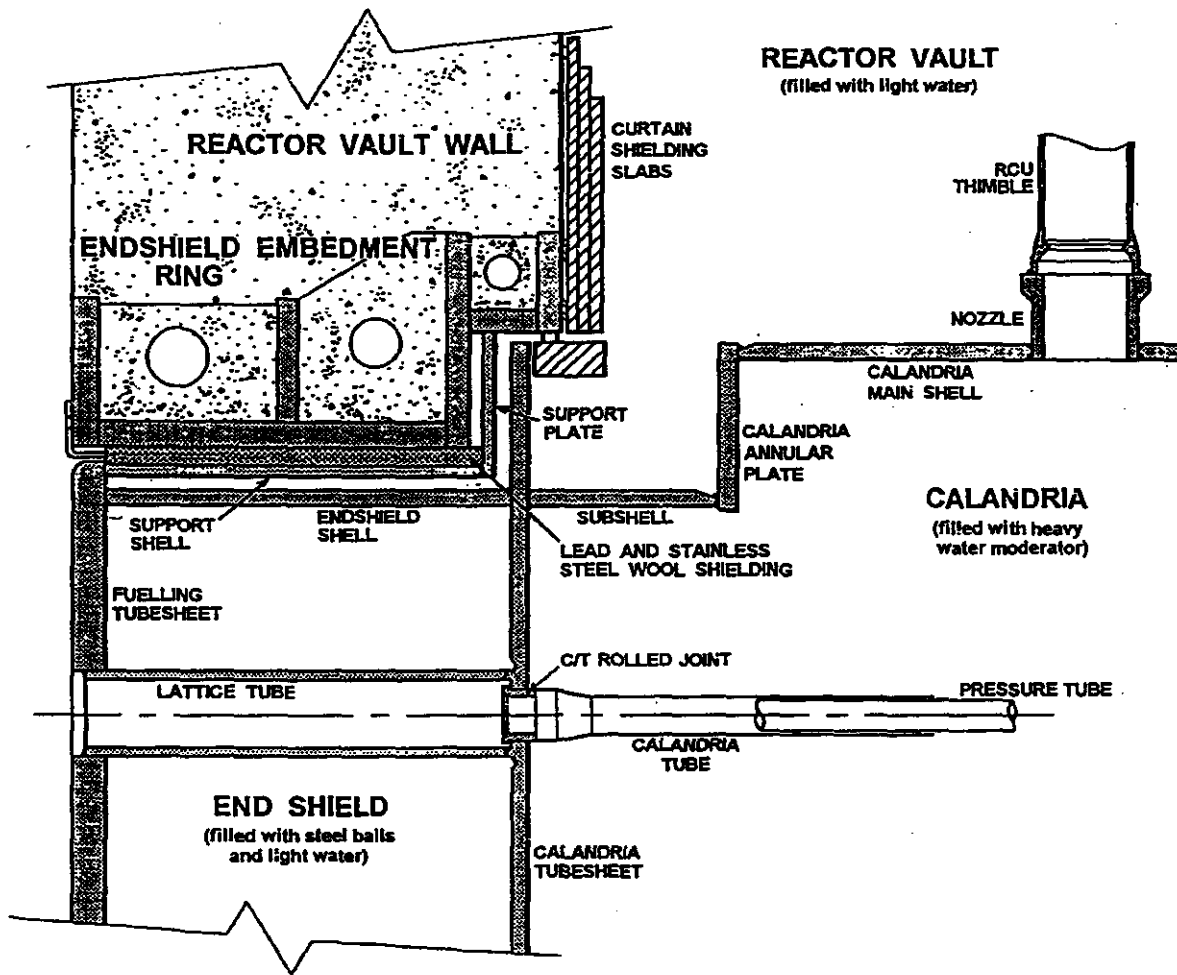 REACTOR VAULT
(filled with light water)
REACTOR VAULT WALL
CURTAIN
SHIELDING
SLABS
RCU
THIMBLE
ENDSHIELD EMBEDMENT
RING
NOZZLE
CALANDRIA
MAIN SHELL
SUPPORT
PLATE
CALANDRIA
ANNULAR
PLATE
CALANDRIA
(filled with heavy
water moderator)
SUPPORT
SHELL
ENDSHIELD
SHELL
SUBSHELL
LEAD AND STAINLESS
STEEL WOOL SHIELDING
FUELLING
TUBESHEET
C/T ROLLED JOINT
LATTICE TUBE
PRESSURE TUBE
CALANDRIA
TUBE
END SHIELD
(filled with steel balls
and light water)
CALANDRIA
TUBESHEET